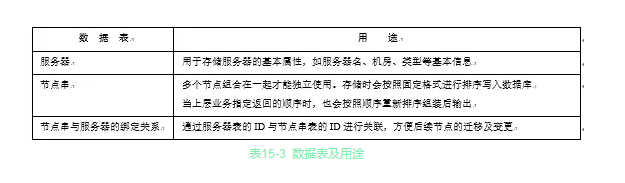 数 据 表 用 途
服务器 用于存储服务器的基本属性，如服务器名、机房、类型等基本信息
节点串 多个节点组合在一起才能独立使用。存储时会按照固定格式进行排序写入数据库
当上层业务指定返回的顺序时，也会按照顺序重新排序组装后输出
节点串与服务器的绑定关系 通过服务器表的 ID 与节点串表的 ID 进行关联，方便后续节点的迁移及变更
表15-3 数据表及用途